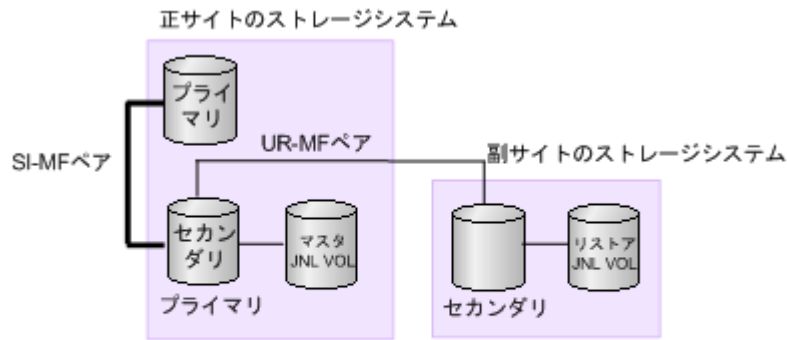 正サイトのストレージシステム
プライ
マリ
SI-MFペア
UR-MFペア
副サイトのストレージシステム
セカン
ダリ
マスタ
JNL VOL
リストア
JNL VOL
プライマリ
セカンダリ